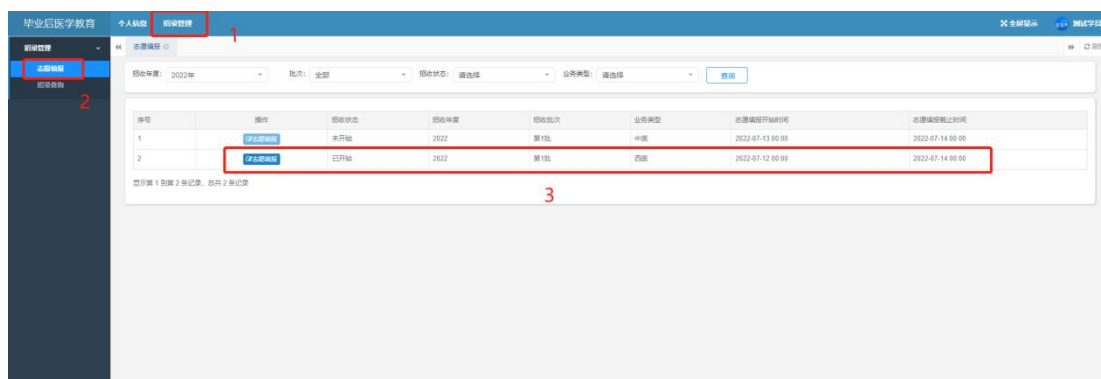 毕业后医学教育 个人信息 招录管理 全屏显示 测试学员
1
招录管理 志愿填报
志愿填报
招录查询
2
招收年度: 2022年 批次: 全部 招收状态: 请选择 业务类型: 请选择 查询
序号 操作 招收状态 招收年度 招收批次 业务类型 志愿填报开始时间 志愿填报截止时间
1 志愿填报 未开始 2022 第1批 中医 2022-07-13 00:00 2022-07-14 00:00
2 志愿填报 已开始 2022 第1批 西医 2022-07-12 00:00 2022-07-14 00:00
显示第 1 到第 2 条记录，总共 2 条记录
3